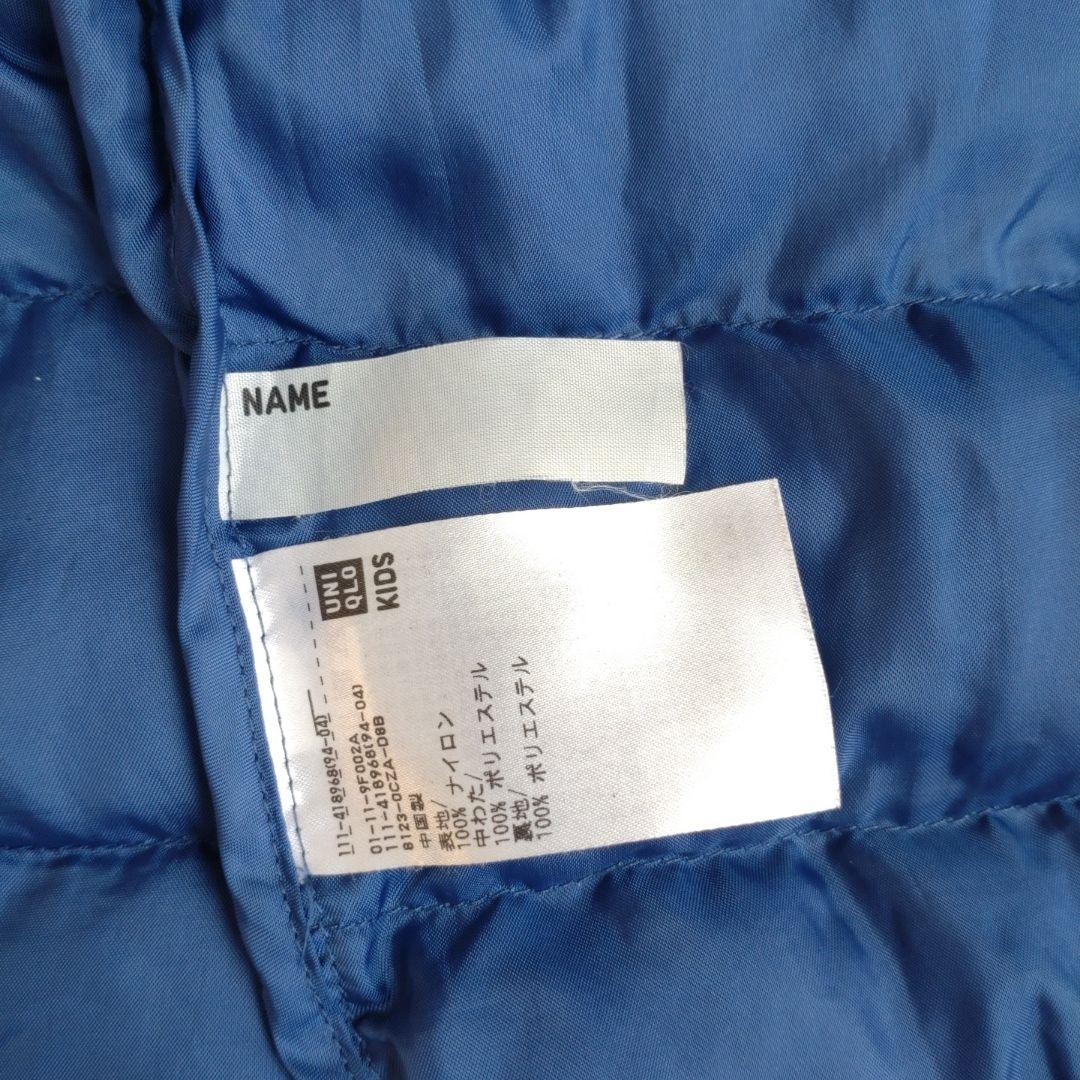 NAME
UNI
QLO
KIDS
111-418968(94-04)
01-11-9F002A
111-418968(94-04)
8123-0CZA-D8B
中国製
表地/ナイロン
100%
中わた/
100% ポリエステル
裏地/ポリエステル
100%